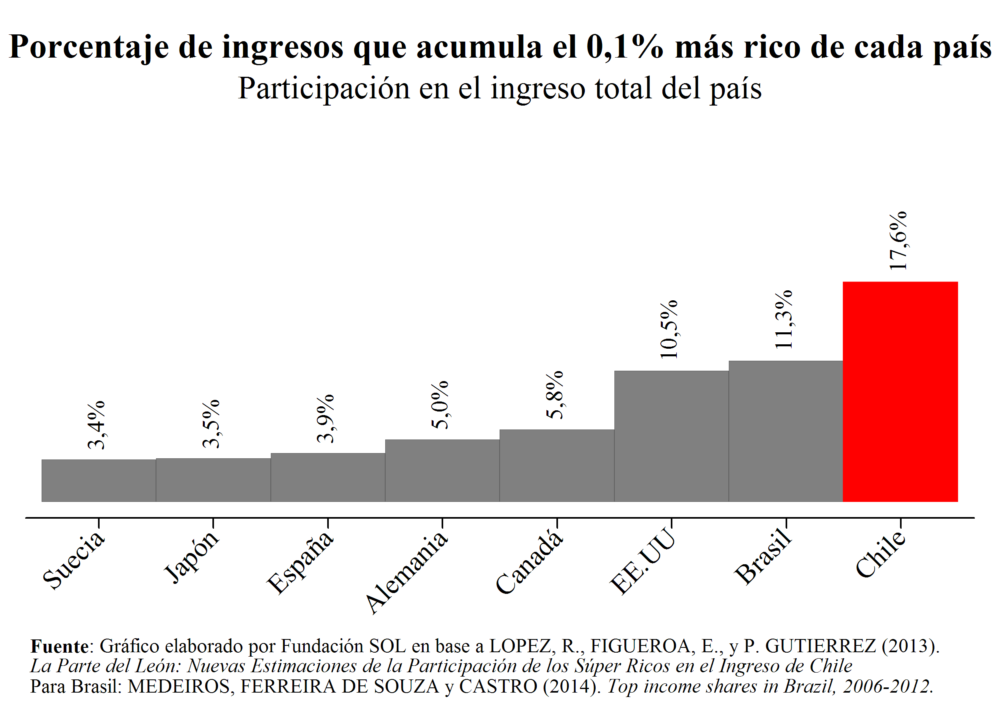 Porcentaje de ingresos que acumula el 0,1% más rico de cada país
Participación en el ingreso total del país
3,4%
3,5%
3,9%
5,0%
5,8%
10,5%
11,3%
17,6%
Suecia
Japón
España
Alemania
Canadá
EE.UU
Brasil
Chile
Fuente: Gráfico elaborado por Fundación SOL en base a LOPEZ, R., FIGUEROA, E., y P. GUTIERREZ (2013).
La Parte del León: Nuevas Estimaciones de la Participación de los Súper Ricos en el Ingreso de Chile
Para Brasil: MEDEIROS, FERREIRA DE SOUZA y CASTRO (2014). Top income shares in Brazil, 2006-2012.